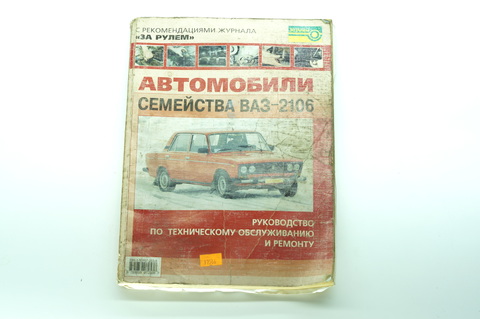 С РЕКОМЕНДАЦИЯМИ ЖУРНАЛА
«ЗА РУЛЕМ»
АВТОМОБИЛИ
СЕМЕЙСТВА ВАЗ-2106
РУКОВОДСТВО
ПО ТЕХНИЧЕСКОМУ ОБСЛУЖИВАНИЮ
И РЕМОНТУ